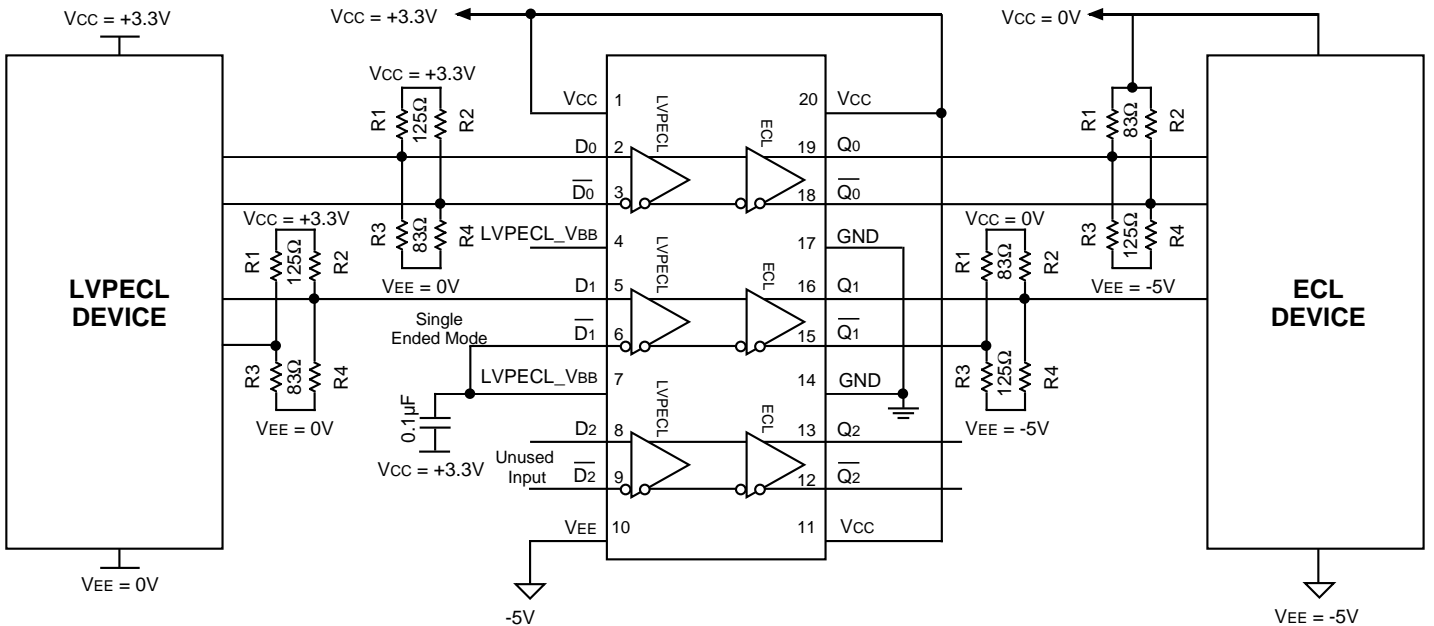 VCC = +3.3V
LVPECL
DEVICE
VEE = 0V
VCC = +3.3V
R1
125Ω
R2
R3
83Ω
R4
VEE = 0V
VCC = +3.3V
R1
125Ω
R2
R3
83Ω
R4
VEE = 0V
VCC = +3.3V
VCC 1
D0 2
D0 3
LVPECL_VBB 4
D1 5
Single
Ended Mode
D1 6
LVPECL_VBB 7
0.1µF
VCC = +3.3V
D2 8
Unused
Input
D2 9
VEE 10
-5V
LVPECL
ECL
LVPECL
ECL
LVPECL
ECL
20 VCC
19 Q0
18 Q0
17 GND
16 Q1
15 Q1
14 GND
13 Q2
12 Q2
11 VCC
VCC = 0V
R1
83Ω
R2
R3
125Ω
R4
VEE = -5V
VCC = 0V
R1
83Ω
R2
R3
125Ω
R4
VEE = -5V
ECL
DEVICE
VEE = -5V